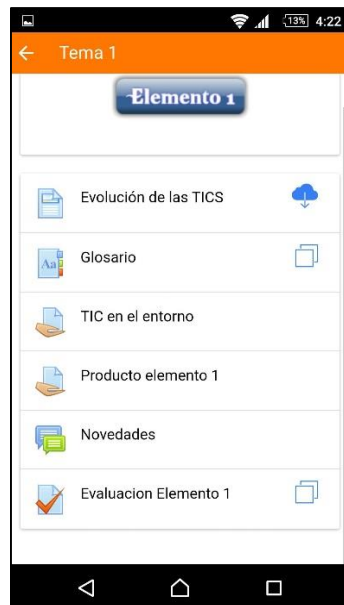 13% 4:22
Tema 1
Elemento 1
Evolución de las TICS
Aa Glosario
TIC en el entorno
Producto elemento 1
Novedades
Evaluacion Elemento 1